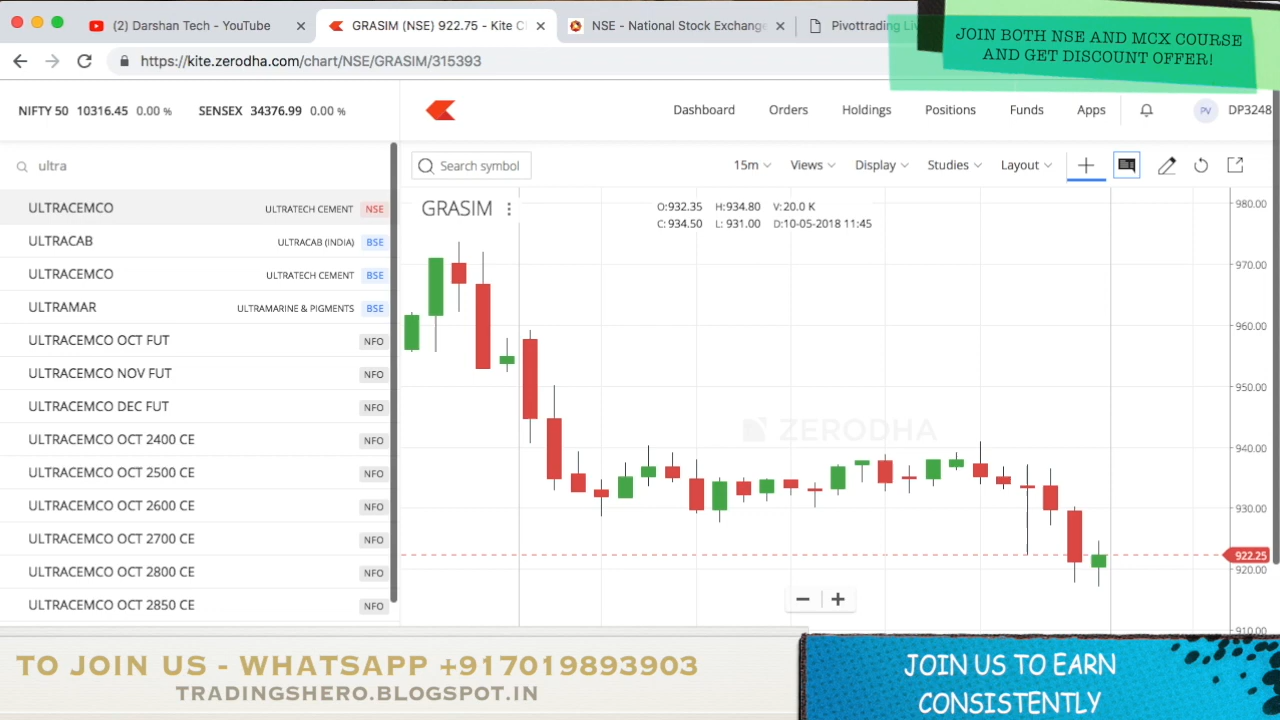 (2) Darshan Tech - YouTube
GRASIM (NSE) 922.75 - Kite C
NSE - National Stock Exchange
Pivottrading Li
JOIN BOTH NSE AND MCX COURSE
AND GET DISCOUNT OFFER!
https://kite.zerodha.com/chart/NSE/GRASIM/315393
NIFTY 50 10316.45 0.00 % SENSEX 34376.99 0.00 %
Dashboard Orders Holdings Positions Funds Apps PV DP3248
ultra
Search symbol 15m Views Display Studies Layout
ULTRACEMCO ULTRATECH CEMENT NSE
ULTRACAB ULTRACAB (INDIA) BSE
ULTRACEMCO ULTRATECH CEMENT BSE
ULTRAMAR ULTRAMARINE & PIGMENTS BSE
ULTRACEMCO OCT FUT NFO
ULTRACEMCO NOV FUT NFO
ULTRACEMCO DEC FUT NFO
ULTRACEMCO OCT 2400 CE NFO
ULTRACEMCO OCT 2500 CE NFO
ULTRACEMCO OCT 2600 CE NFO
ULTRACEMCO OCT 2700 CE NFO
ULTRACEMCO OCT 2800 CE NFO
ULTRACEMCO OCT 2850 CE NFO
GRASIM
O:932.35 H:934.80 V:20.0 K
C:934.50 L:931.00 D:10-05-2018 11:45
ZERODHA
980.00
970.00
960.00
950.00
940.00
930.00
922.25
920.00
910.00
TO JOIN US - WHATSAPP +917019893903
TRADINGSHERO.BLOGSPOT.IN
JOIN US TO EARN
CONSISTENTLY